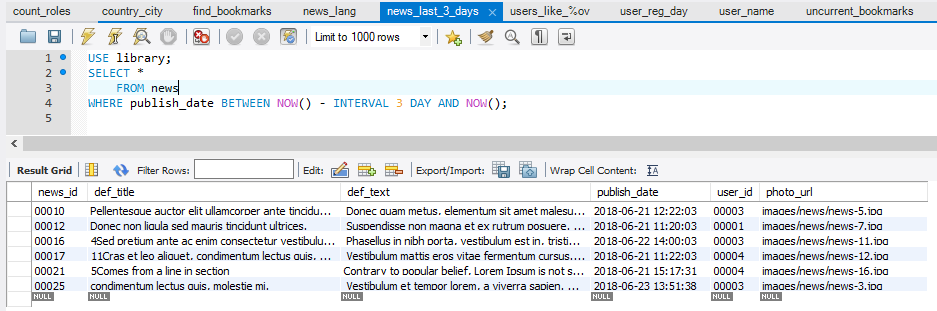 count_roles country_city find_bookmarks news_lang news_last_3_days users_like_%ov user_reg_day user_name uncurrent_bookmarks
Limit to 1000 rows
1 USE library;
2 SELECT *
3 FROM news
4 WHERE publish_date BETWEEN NOW() - INTERVAL 3 DAY AND NOW();
5
Result Grid Filter Rows: Edit: Export/Import: Wrap Cell Content: IA
news_id def_title def_text publish_date user_id photo_url
00010 Pellentesque auctor elit ullamcorper ante tincidu... Donec quam metus, elementum sit amet malesu... 2018-06-21 12:22:03 00003 images/news/news-5.jpg
00012 Donec non ligula sed mauris tincidunt ultrices. Suspendisse non magna et ex rutrum posuere. ... 2018-06-21 11:20:03 00001 images/news/news-7.jpg
00016 4Sed pretium ante ac enim consectetur vestibulu... Phasellus in nibh porta, vestibulum est in, tristi... 2018-06-22 14:00:03 00003 images/news/news-11.jpg
00017 11Cras et leo aliquet, condimentum lectus quis, ... Vestibulum mattis eros vitae fermentum cursus.... 2018-06-21 11:22:03 00004 images/news/news-12.jpg
00021 5Comes from a line in section Contrary to popular belief, Lorem Ipsum is not s... 2018-06-21 15:17:31 00004 images/news/news-16.jpg
00025 condimentum lectus quis, molestie mi. Vestibulum et tempor lorem, a viverra sapien. ... 2018-06-23 13:51:38 00003 images/news/news-3.jpg
NULL NULL NULL NULL NULL NULL